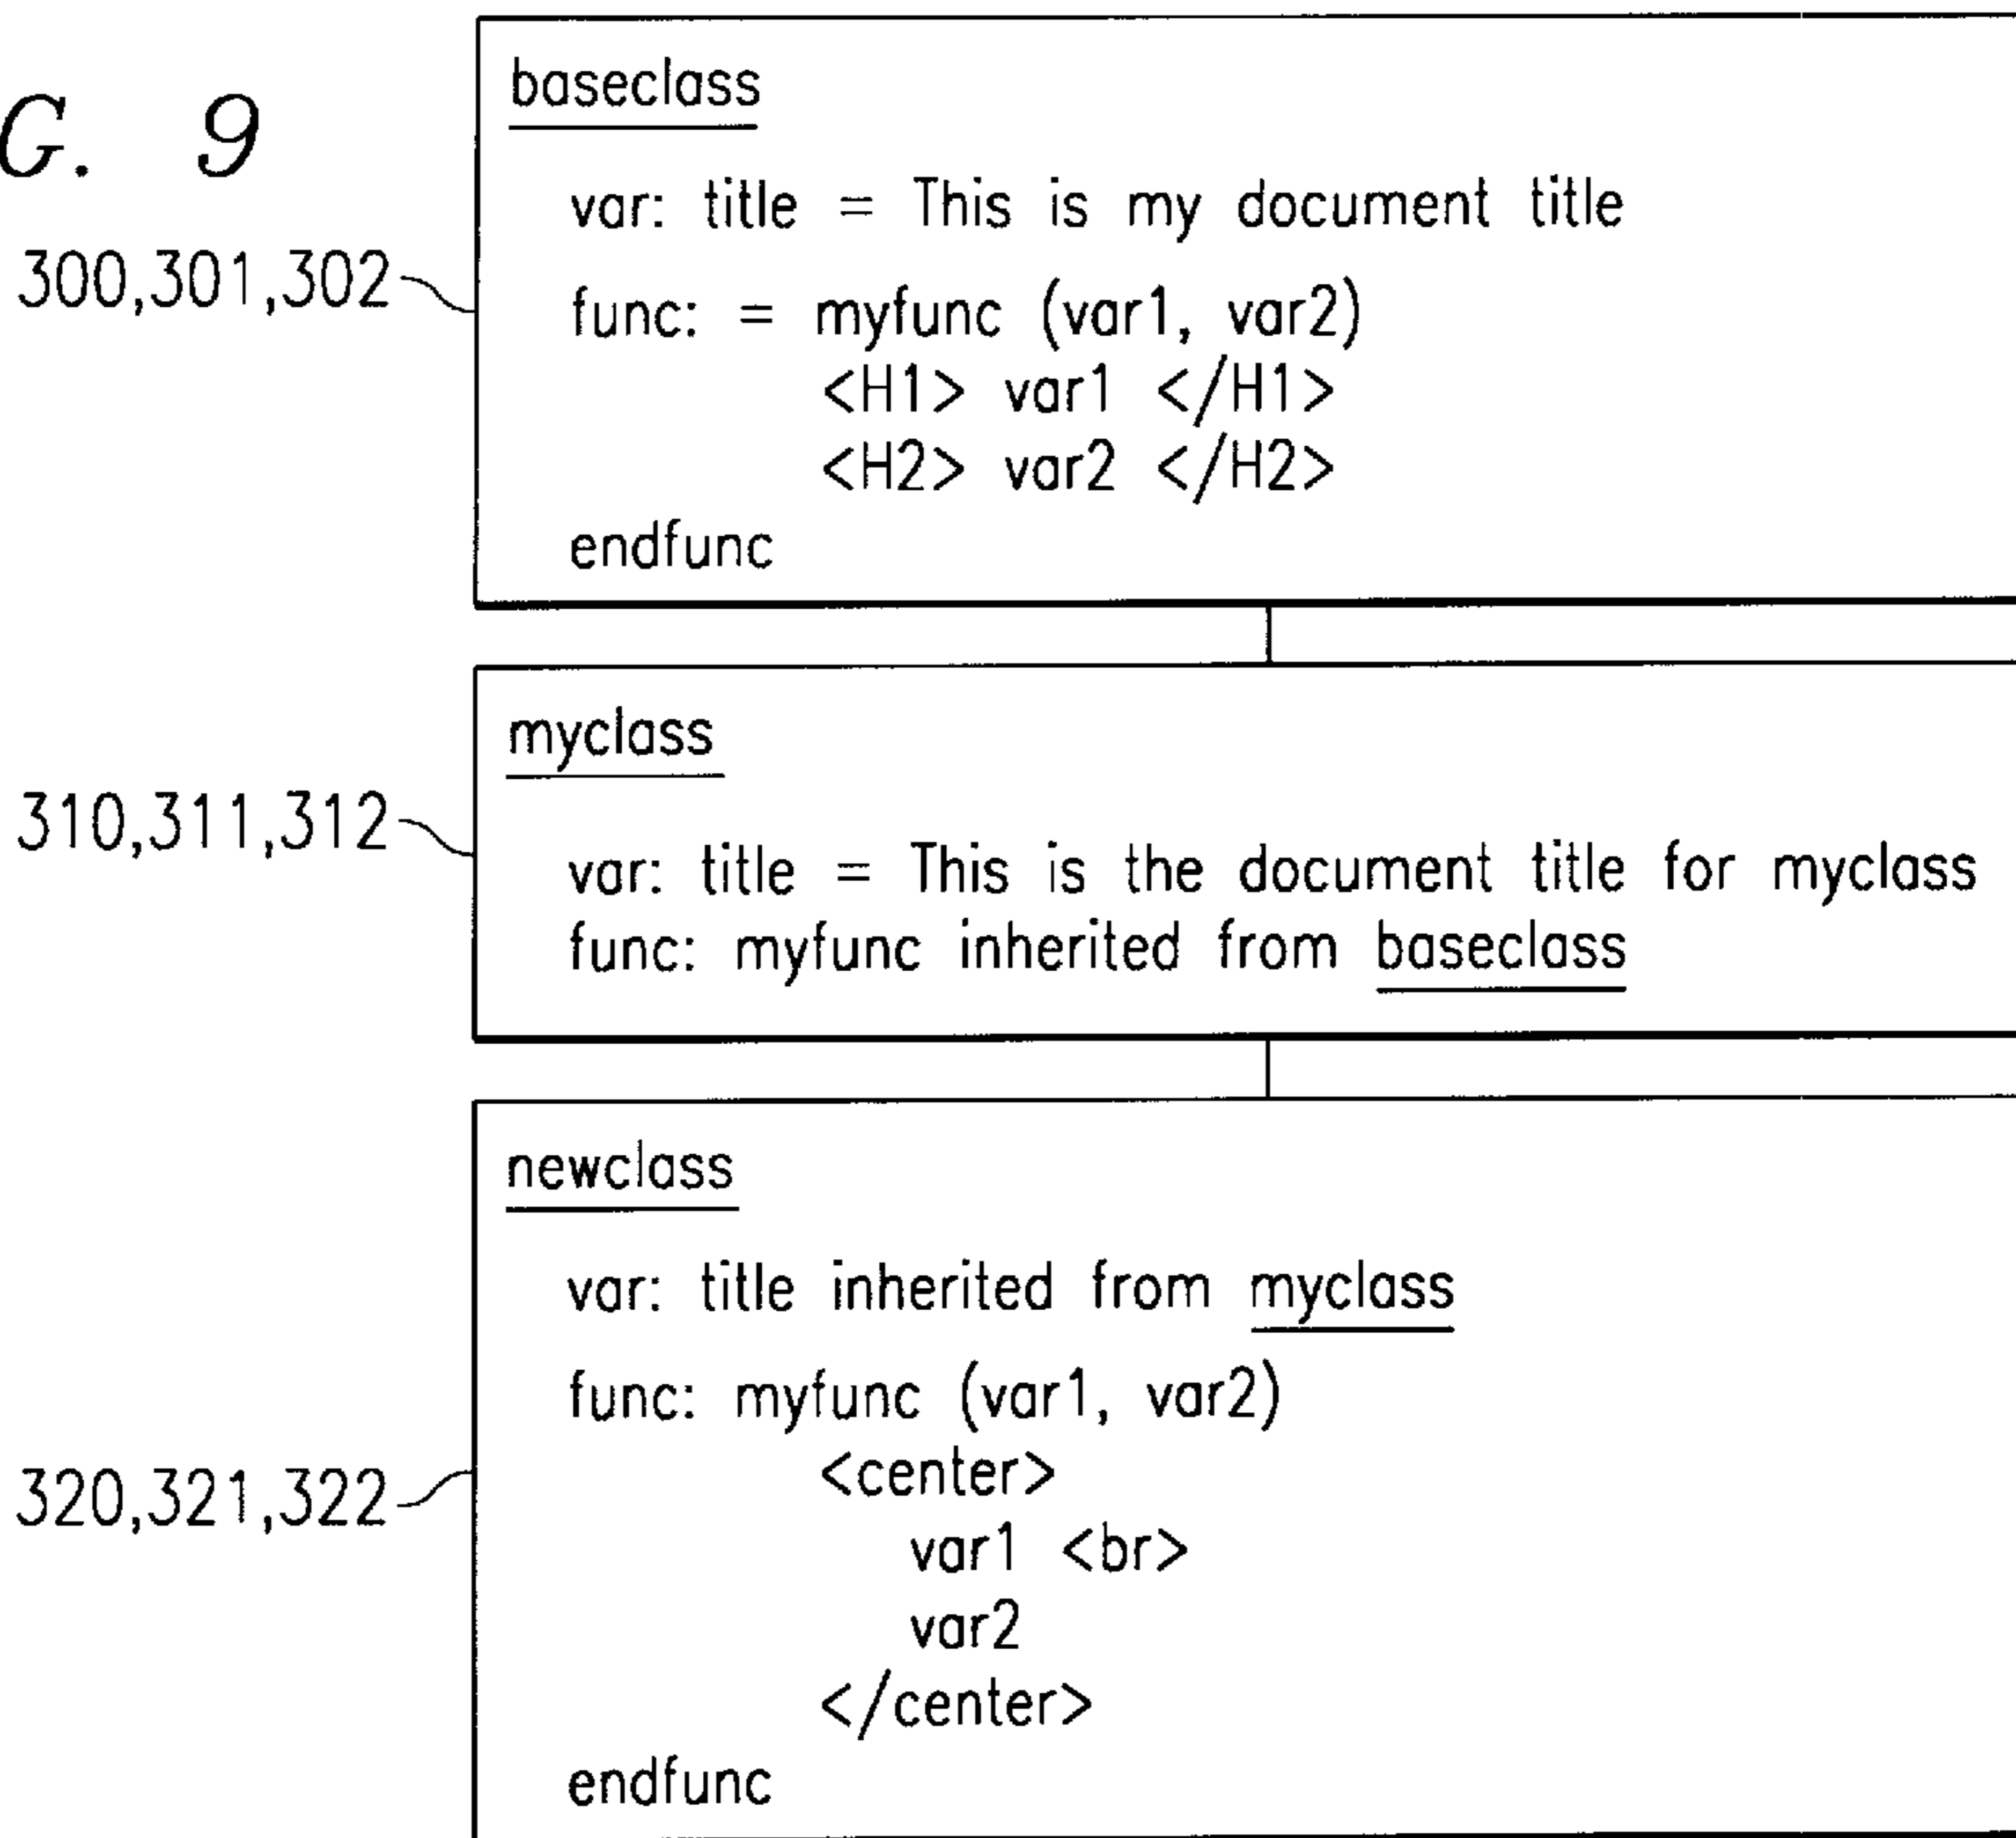 G. 9
baseclass
var: title = This is my document title
300,301,302
func: = myfunc (var1, var2)
<H1> var1 </H1>
<H2> var2 </H2>
endfunc
myclass
310,311,312
var: title = This is the document title for myclass
func: myfunc inherited from baseclass
newclass
var: title inherited from myclass
func: myfunc (var1, var2)
<center>
320,321,322
var1 <br>
var2
</center>
endfunc